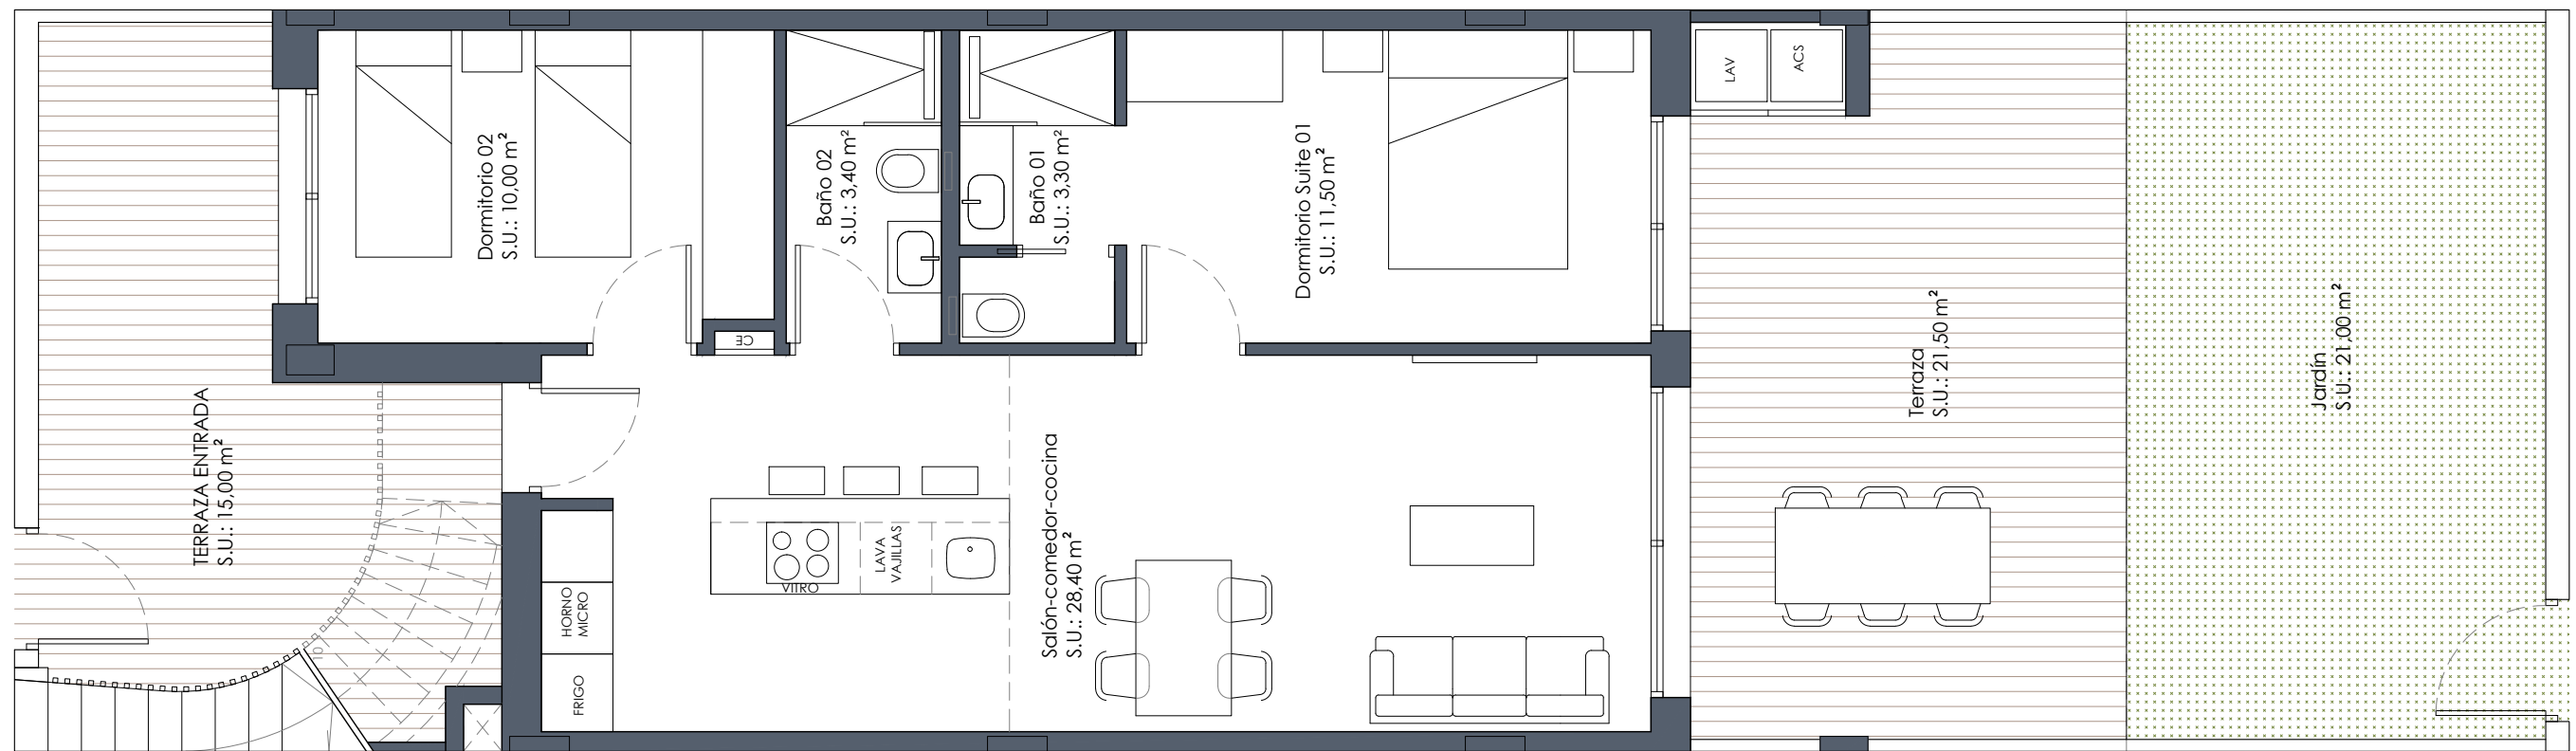 TERRAZA ENTRADA
S.U.: 15,00 m²
Dormitorio 02
S.U.: 10,00 m²
CE
Baño 02
S.U.: 3,40 m²
Baño 01
S.U.: 3,30 m²
Dormitorio Suite 01
S.U.: 11,50 m²
LAV
ACS
Terraza
S.U.: 21,50 m²
Jardín
S.U.: 21,00 m²
Salón-comedor-cocina
S.U.: 28,40 m²
HORNO
MICRO
FRIGO
VITRO
LAVA
VAJILLAS
10